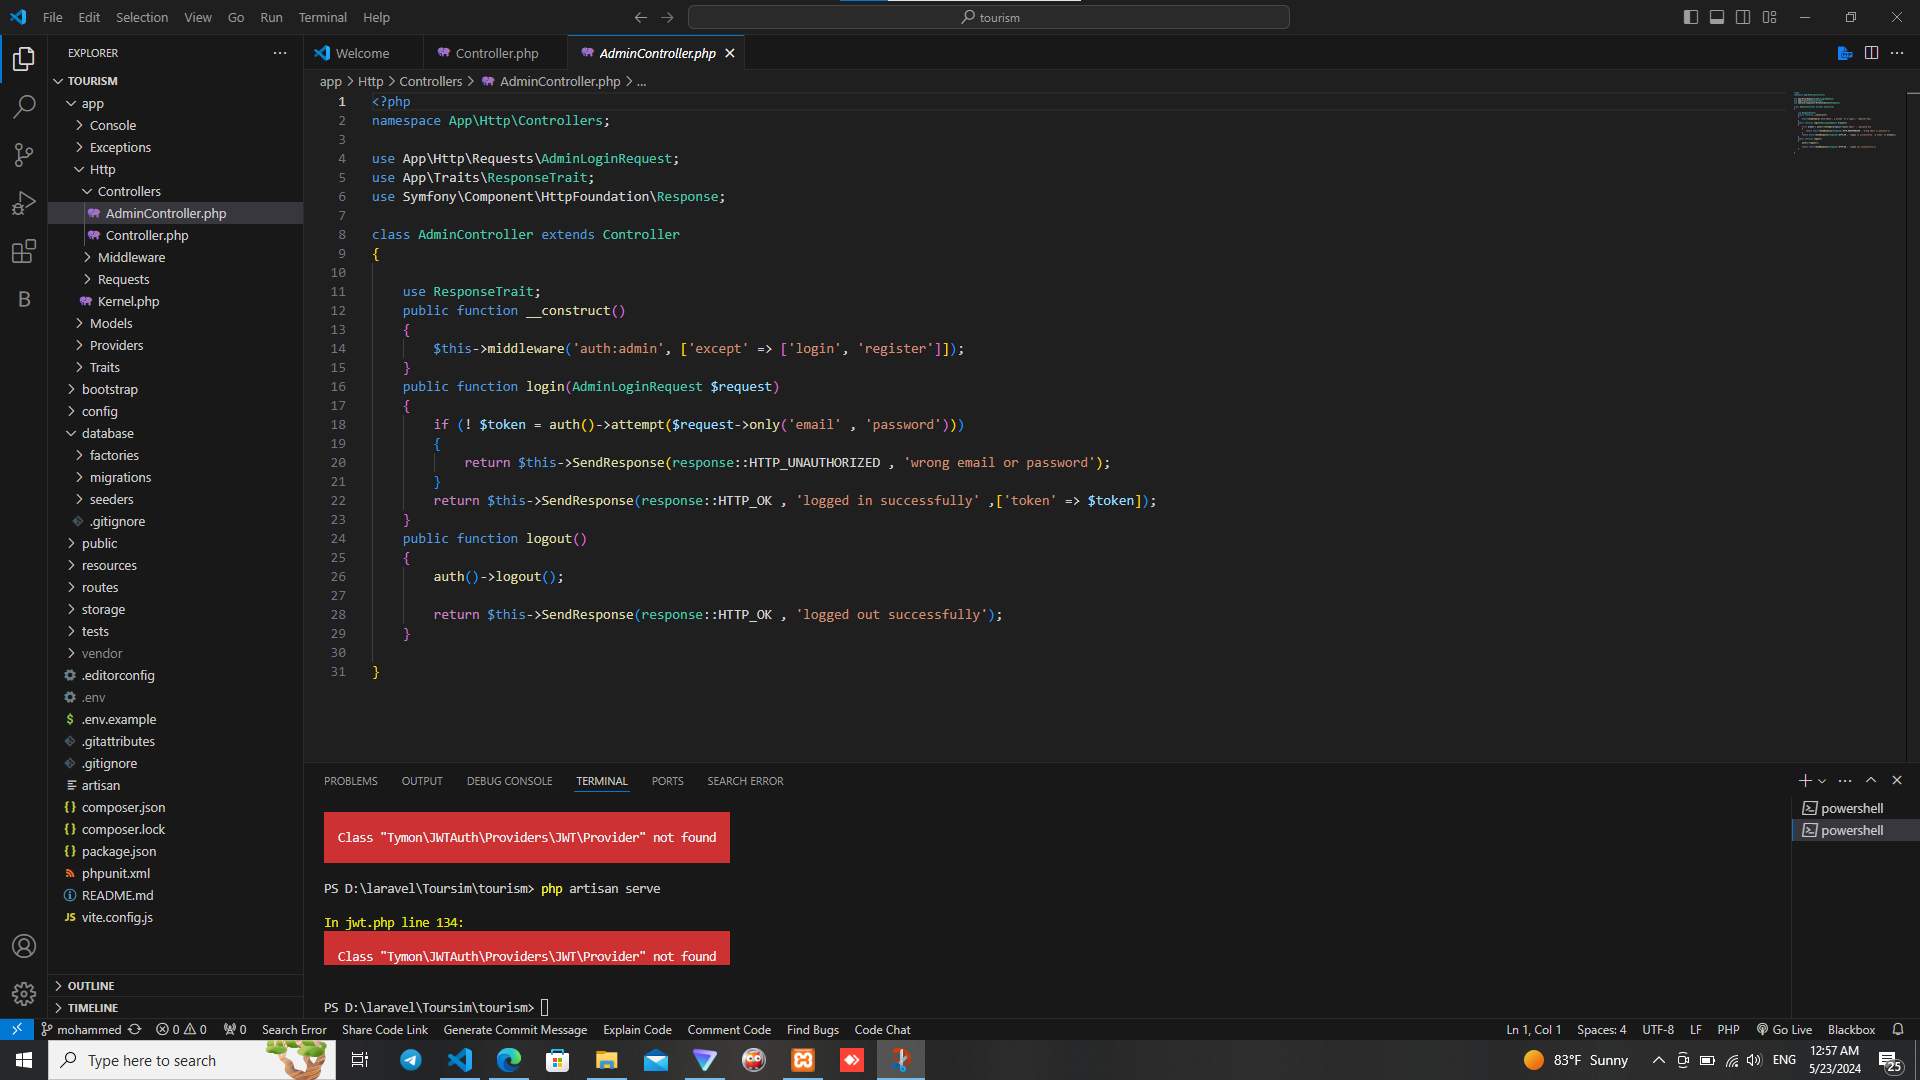 File Edit Selection View Go Run Terminal Help
tourism
EXPLORER
TOURISM
app
Console
Exceptions
Http
Controllers
AdminController.php
Controller.php
Middleware
Requests
Kernel.php
Models
Providers
Traits
bootstrap
config
database
factories
migrations
seeders
.gitignore
public
resources
routes
storage
tests
vendor
.editorconfig
.env
.env.example
.gitattributes
.gitignore
artisan
composer.json
composer.lock
package.json
phpunit.xml
README.md
vite.config.js
OUTLINE
TIMELINE
Welcome Controller.php AdminController.php
app > Http > Controllers > AdminController.php > ...
1 <?php
2 namespace App\Http\Controllers;
3
4 use App\Http\Requests\AdminLoginRequest;
5 use App\Traits\ResponseTrait;
6 use Symfony\Component\HttpFoundation\Response;
7
8 class AdminController extends Controller
9 {
10
11 use ResponseTrait;
12 public function __construct()
13 {
14 $this->middleware('auth:admin', ['except' => ['login', 'register']]);
15 }
16 public function login(AdminLoginRequest $request)
17 {
18 if (! $token = auth()->attempt($request->only('email' , 'password')))
19 {
20 return $this->SendResponse(response::HTTP_UNAUTHORIZED , 'wrong email or password');
21 }
22 return $this->SendResponse(response::HTTP_OK , 'logged in successfully' ,['token' => $token]);
23 }
24 public function logout()
25 {
26 auth()->logout();
27
28 return $this->SendResponse(response::HTTP_OK , 'logged out successfully');
29 }
30
31 }
PROBLEMS OUTPUT DEBUG CONSOLE TERMINAL PORTS SEARCH ERROR
Class "Tymon\JWTAuth\Providers\JWT\Provider" not found
PS D:\laravel\Toursim\tourism> php artisan serve
In jwt.php line 134:
Class "Tymon\JWTAuth\Providers\JWT\Provider" not found
PS D:\laravel\Toursim\tourism>
powershell
powershell
mohammed 0 0 0 Search Error Share Code Link Generate Commit Message Explain Code Comment Code Find Bugs Code Chat Ln 1, Col 1 Spaces: 4 UTF-8 LF PHP Go Live Blackbox
Type here to search 83°F Sunny ENG 12:57 AM
5/23/2024
25